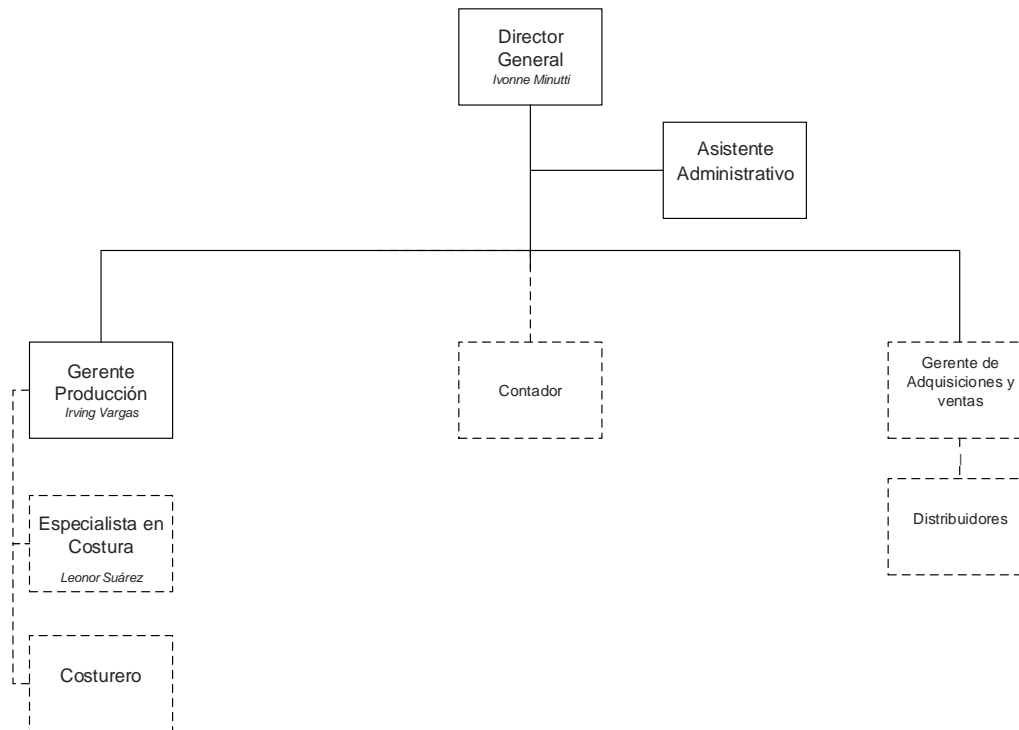 Director
General
Ivonne Minutti
Asistente
Administrativo
Gerente
Producción
Irving Vargas
Contador
Gerente de
Adquisiciones y
ventas
Especialista en
Costura
Leonor Suárez
Distribuidores
Costurero